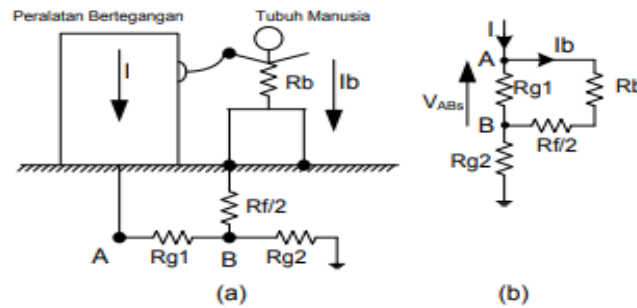 Peralatan Bertegangan
Tubuh Manusia
I
Rb
Ib
Rf/2
A
Rg1
B
Rg2
(a)
I
A
Ib
Rg1
Rb
VABs
B
Rf/2
Rg2
(b)